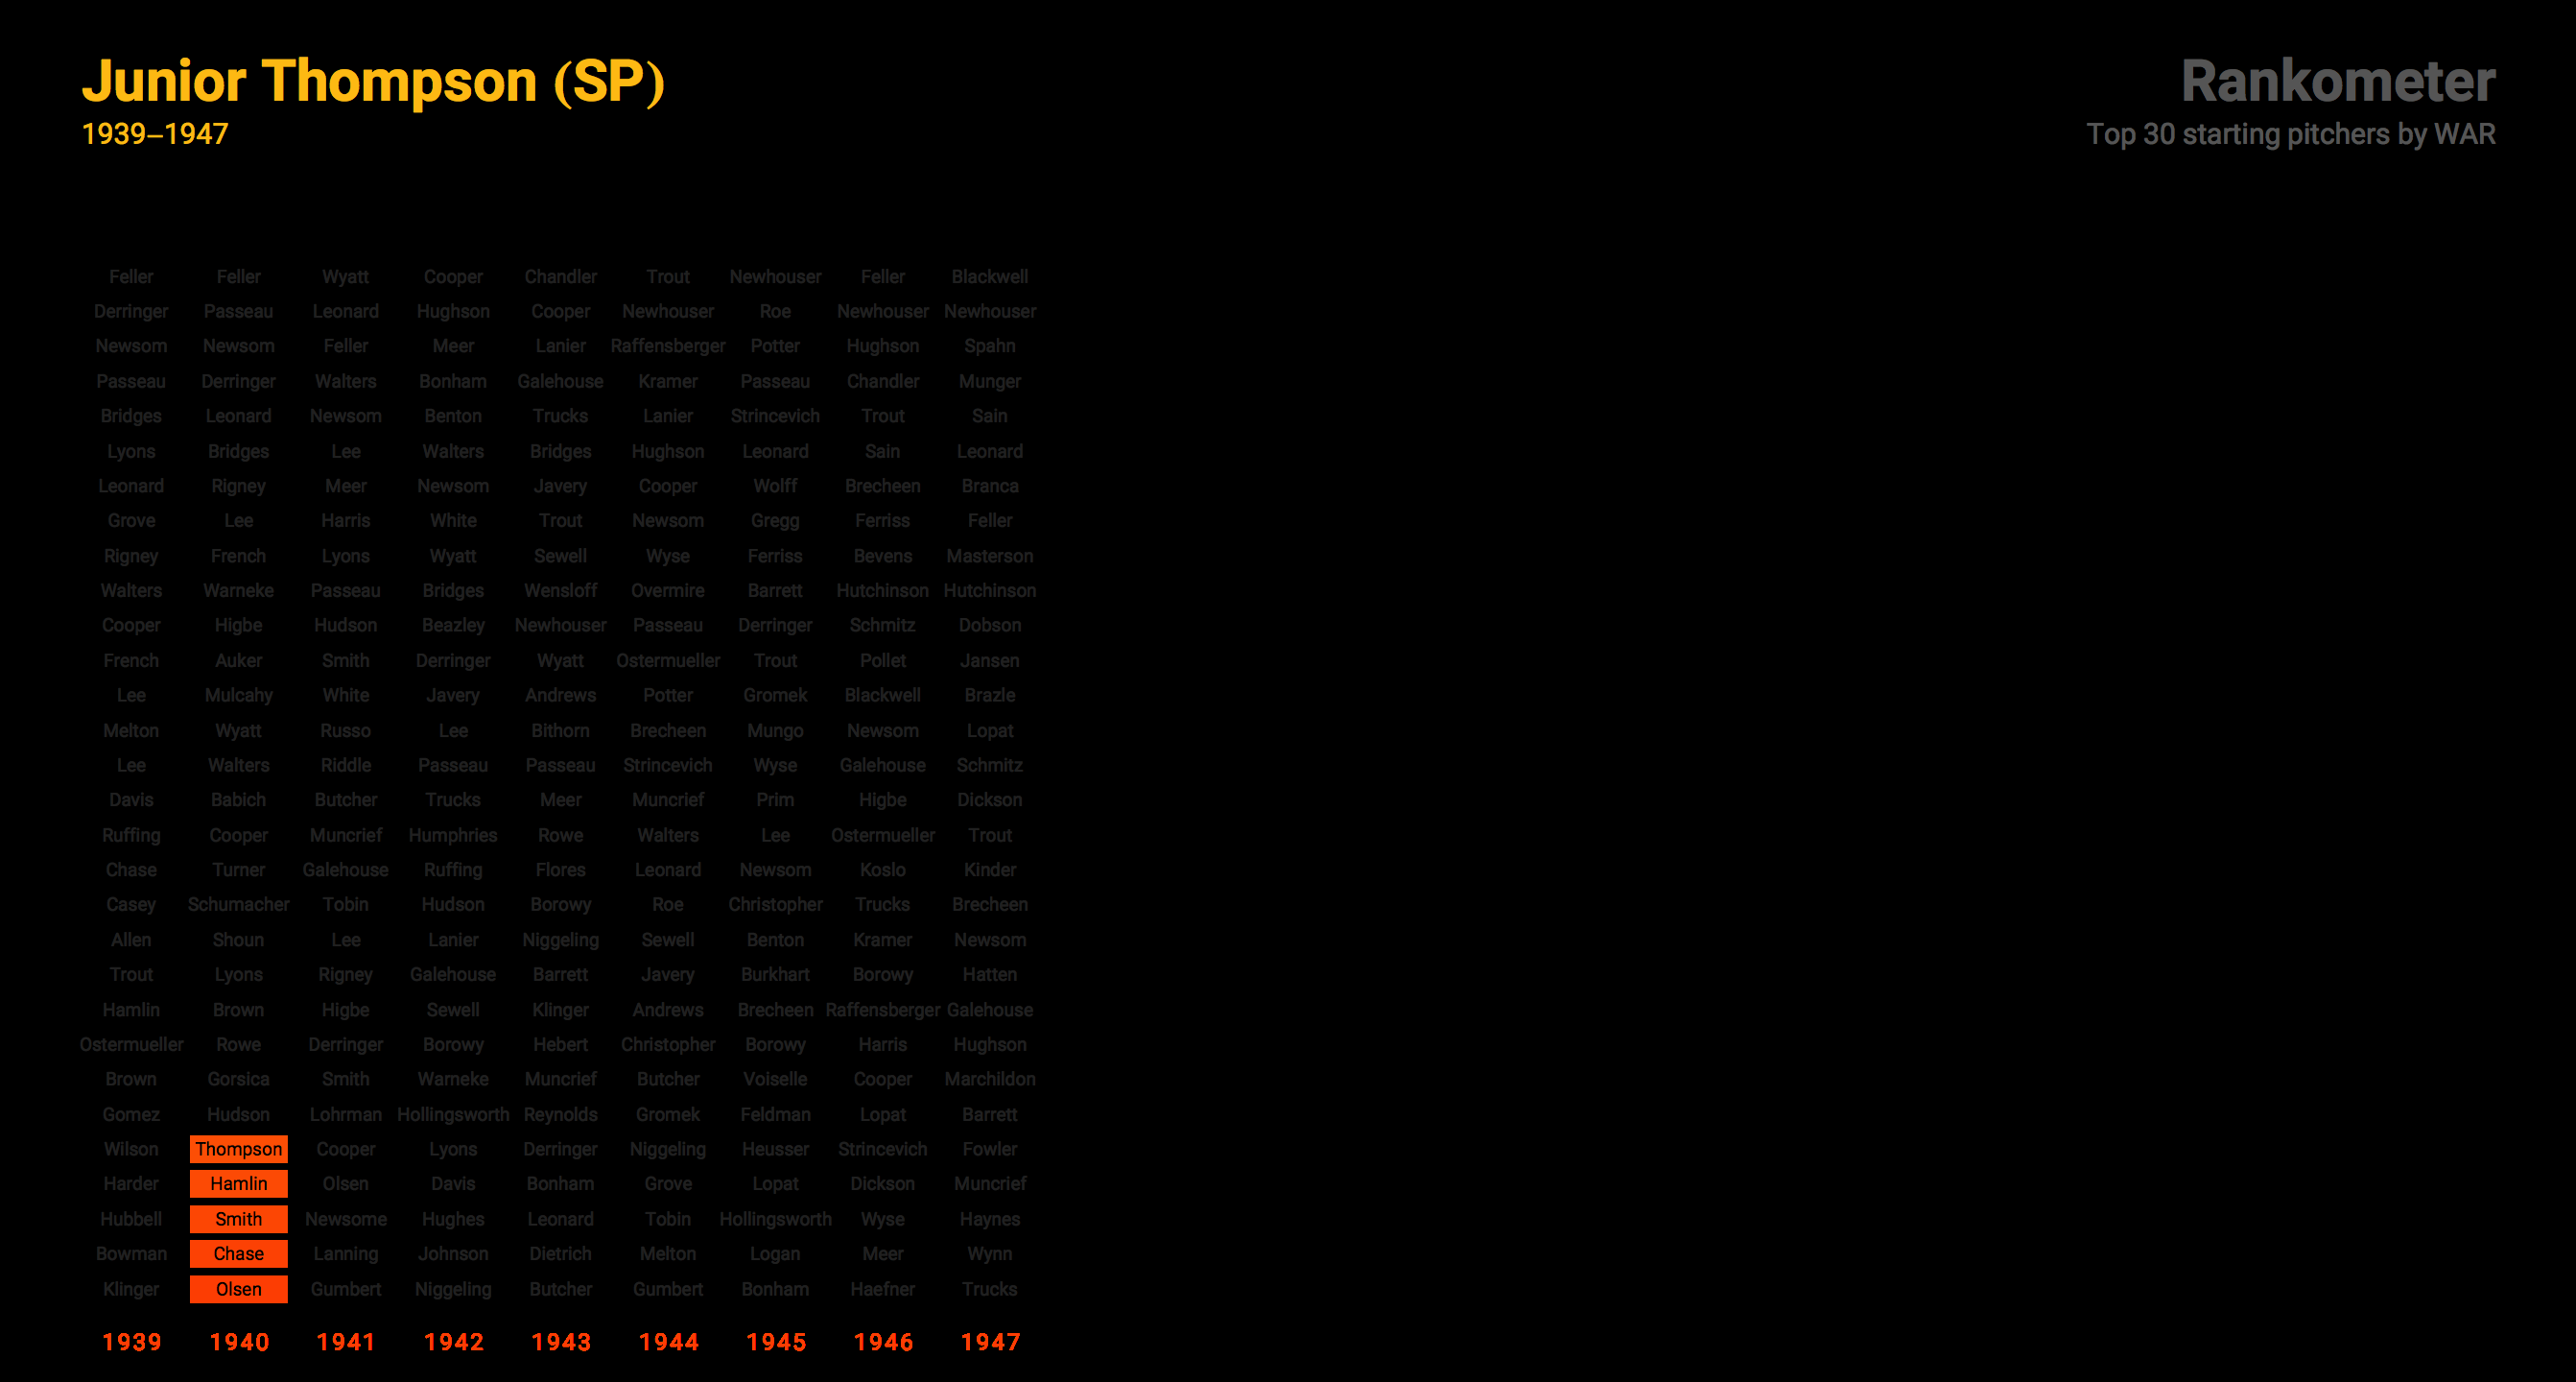 Junior Thompson (SP)
1939–1947
Rankometer
Top 30 starting pitchers by WAR
Feller Feller Wyatt Cooper Chandler Trout Newhouser Feller Blackwell
Derringer Passeau Leonard Hughson Cooper Newhouser Roe Newhouser Newhouser
Newsom Newsom Feller Meer Lanier Raffensberger Potter Hughson Spahn
Passeau Derringer Walters Bonham Galehouse Kramer Passeau Chandler Munger
Bridges Leonard Newsom Benton Trucks Lanier Strincevich Trout Sain
Lyons Bridges Lee Walters Bridges Hughson Leonard Sain Leonard
Leonard Rigney Meer Newsom Javery Cooper Wolff Brecheen Branca
Grove Lee Harris White Trout Newsom Gregg Ferriss Feller
Rigney French Lyons Wyatt Sewell Wyse Ferriss Bevens Masterson
Walters Warneke Passeau Bridges Wensloff Overmire Barrett Hutchinson Hutchinson
Cooper Higbe Hudson Beazley Newhouser Passeau Derringer Schmitz Dobson
French Auker Smith Derringer Wyatt Ostermueller Trout Pollet Jansen
Lee Mulcahy White Javery Andrews Potter Gromek Blackwell Brazle
Melton Wyatt Russo Lee Bithorn Brecheen Mungo Newsom Lopat
Lee Walters Riddle Passeau Passeau Strincevich Wyse Galehouse Schmitz
Davis Babich Butcher Trucks Meer Muncrief Prim Higbe Dickson
Ruffing Cooper Muncrief Humphries Rowe Walters Lee Ostermueller Trout
Chase Turner Galehouse Ruffing Flores Leonard Newsom Koslo Kinder
Casey Schumacher Tobin Hudson Borowy Roe Christopher Trucks Brecheen
Allen Shoun Lee Lanier Niggeling Sewell Benton Kramer Newsom
Trout Lyons Rigney Galehouse Barrett Javery Burkhart Borowy Hatten
Hamlin Brown Higbe Sewell Klinger Andrews Brecheen Raffensberger Galehouse
Ostermueller Rowe Derringer Borowy Hebert Christopher Borowy Harris Hughson
Brown Gorsica Smith Warneke Muncrief Butcher Voiselle Cooper Marchildon
Gomez Hudson Lohrman Hollingsworth Reynolds Gromek Feldman Lopat Barrett
Wilson Thompson Cooper Lyons Derringer Niggeling Heusser Strincevich Fowler
Harder Hamlin Olsen Davis Bonham Grove Lopat Dickson Muncrief
Hubbell Smith Newsome Hughes Leonard Tobin Hollingsworth Wyse Haynes
Bowman Chase Lanning Johnson Dietrich Melton Logan Meer Wynn
Klinger Olsen Gumbert Niggeling Butcher Gumbert Bonham Haefner Trucks
1939 1940 1941 1942 1943 1944 1945 1946 1947